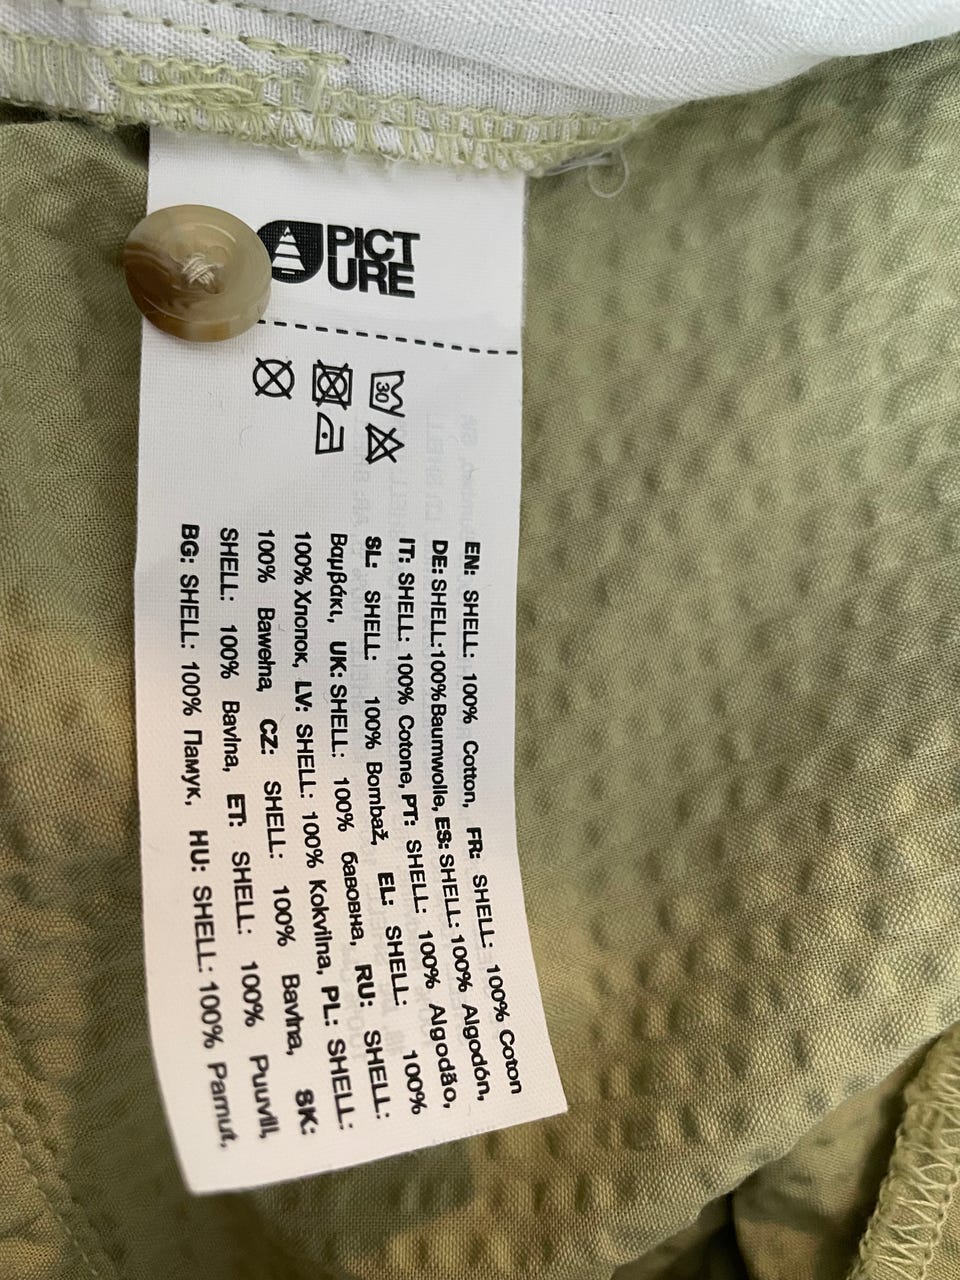 PICT
URE
30
EN: SHELL: 100% Cotton, FR: SHELL: 100% Coton
DE: SHELL:100% Baumwolle, ES: SHELL: 100% Algodón,
IT: SHELL: 100% Cotone, PT: SHELL: 100% Algodão,
SL: SHELL: 100% Bombaž, EL: SHELL: 100%
Βαμβάκι, UK: SHELL: 100% бавовна, RU: SHELL:
100% Хлопок, LV: SHELL: 100% Kokvilna, PL: SHELL:
100% Bawełna, CZ: SHELL: 100% Bavlna, SK:
SHELL: 100% Bavlna, ET: SHELL: 100% Puuvill,
BG: SHELL: 100% Памук, HU: SHELL: 100% Pamut,